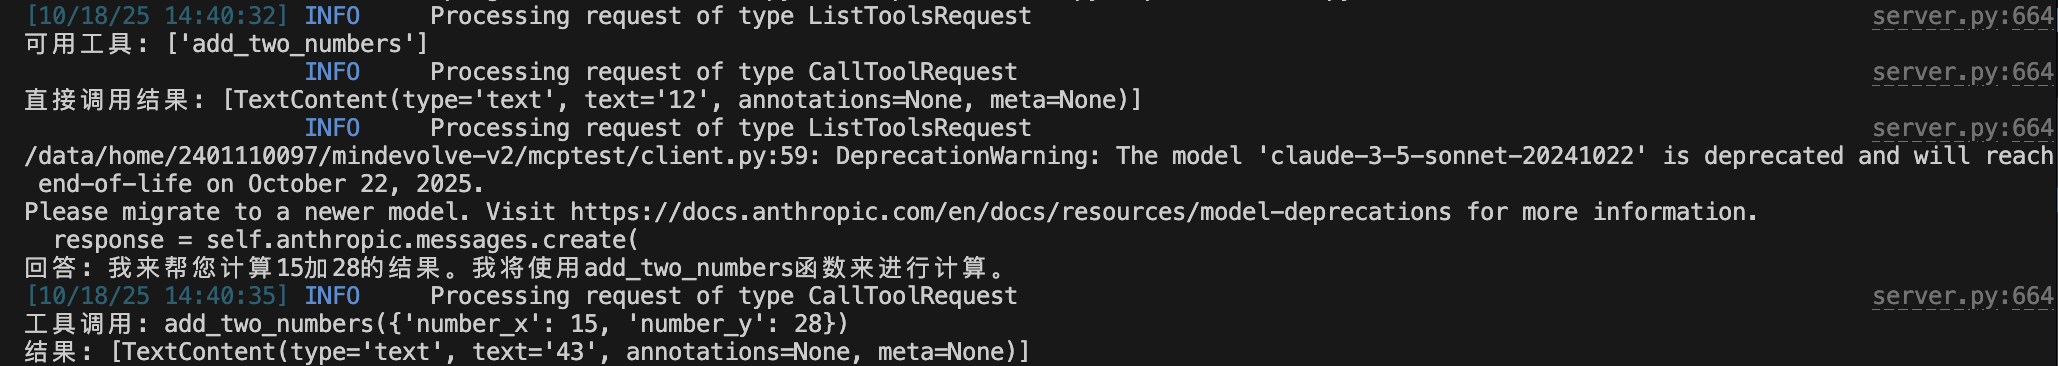 [10/18/25 14:40:32] INFO     Processing request of type ListToolsRequest                                                            server.py:664
可用工具: ['add_two_numbers']
                    INFO     Processing request of type CallToolRequest                                                             server.py:664
直接调用结果: [TextContent(type='text', text='12', annotations=None, meta=None)]
                    INFO     Processing request of type ListToolsRequest                                                            server.py:664
/data/home/2401110097/mindevolve-v2/mcptest/client.py:59: DeprecationWarning: The model 'claude-3-5-sonnet-20241022' is deprecated and will reach
 end-of-life on October 22, 2025.
Please migrate to a newer model. Visit https://docs.anthropic.com/en/docs/resources/model-deprecations for more information.
  response = self.anthropic.messages.create(
回答: 我来帮您计算15加28的结果。我将使用add_two_numbers函数来进行计算。
[10/18/25 14:40:35] INFO     Processing request of type CallToolRequest                                                             server.py:664
工具调用: add_two_numbers({'number_x': 15, 'number_y': 28})
结果: [TextContent(type='text', text='43', annotations=None, meta=None)]